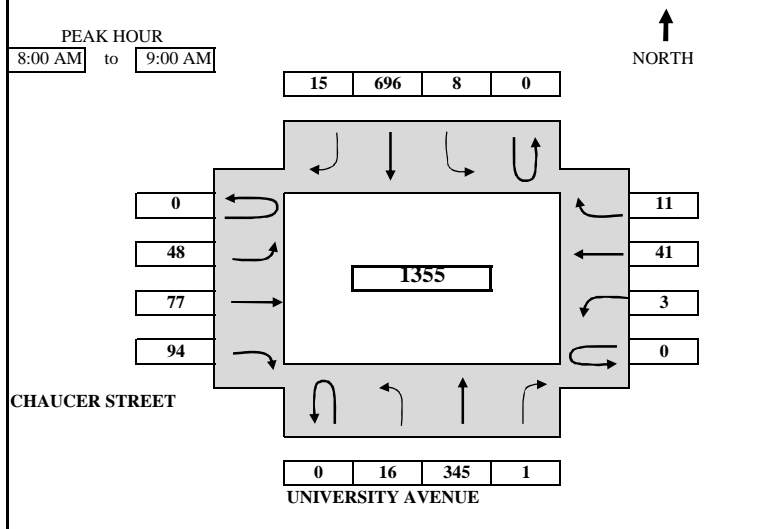 PEAK HOUR
8:00 AM to 9:00 AM
NORTH
15 696 8 0
0 11
48 41
1355
77 3
94 0
CHAUCER STREET
0 16 345 1
UNIVERSITY AVENUE